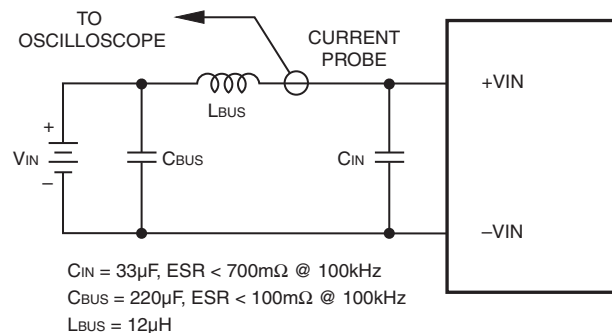 TO
OSCILLOSCOPE
CURRENT
PROBE
LBUS
+VIN
+
VIN
–
CBUS
CIN
–VIN
CIN = 33µF, ESR < 700mΩ @ 100kHz
CBUS = 220µF, ESR < 100mΩ @ 100kHz
LBUS = 12µH